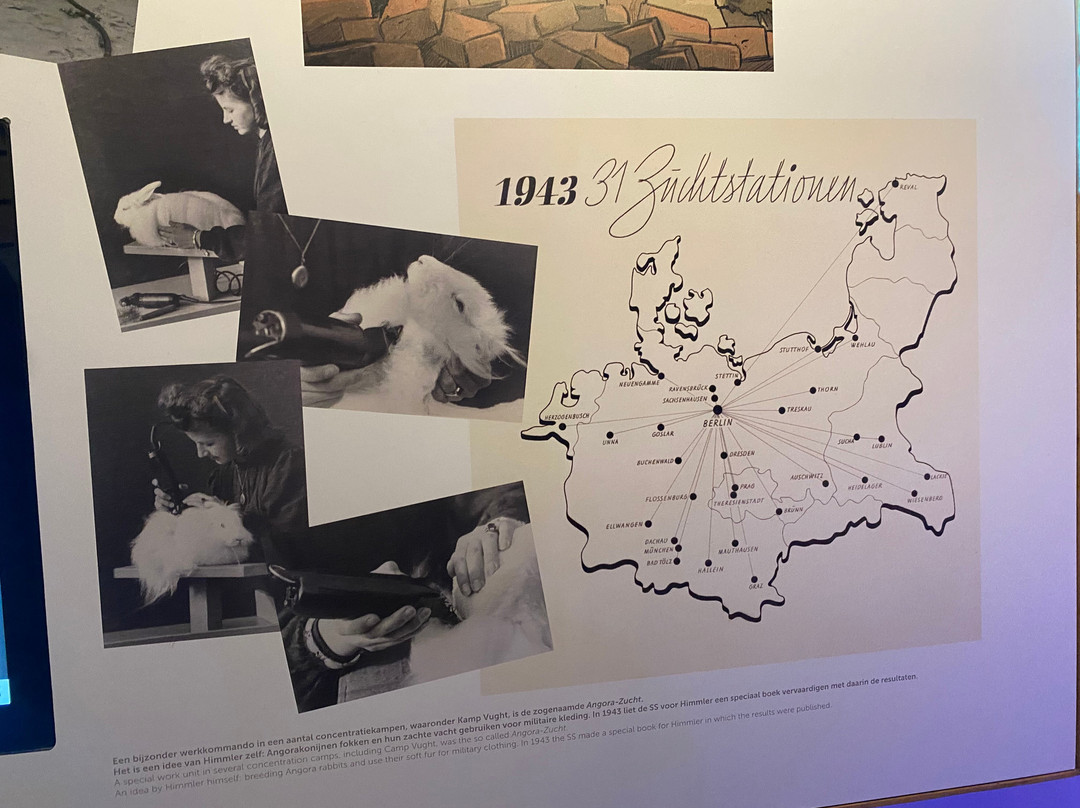 1943 31 Züchtstationen
REVAL
STUTTHOF
WEHLAU
STETTIN
NEUENGAMME
RAVENSBRÜCK
THORN
SACHSENHAUSEN
TRESKAU
HERZOGENBUSCH
BERLIN
UNNA
GOSLAR
SUCHA
LUBLIN
BUCHENWALD
DRESDEN
AUSCHWITZ
LACKIE
HEIDELAGER
PRAG
FLOSSENBURG
THERESIENSTADT
WIESENBERG
BRÜNN
ELLWANGEN
DACHAU
MÜNCHEN
MAUTHAUSEN
BAD TÖLZ
HALLEIN
GRAZ
Een bijzonder werkkommando in een aantal concentratiekampen, waaronder Kamp Vught, is de zogenaamde Angora-Zucht.
Het is een idee van Himmler zelf: Angorakonijnen fokken en hun zachte vacht gebruiken voor militaire kleding. In 1943 liet de SS voor Himmler een speciaal boek vervaardigen met daarin de resultaten.
A special work unit in several concentration camps, including Camp Vught, was the so called Angora-Zucht.
An idea by Himmler himself: breeding Angora rabbits and use their soft fur for military clothing. In 1943 the SS made a special book for Himmler in which the results were published.